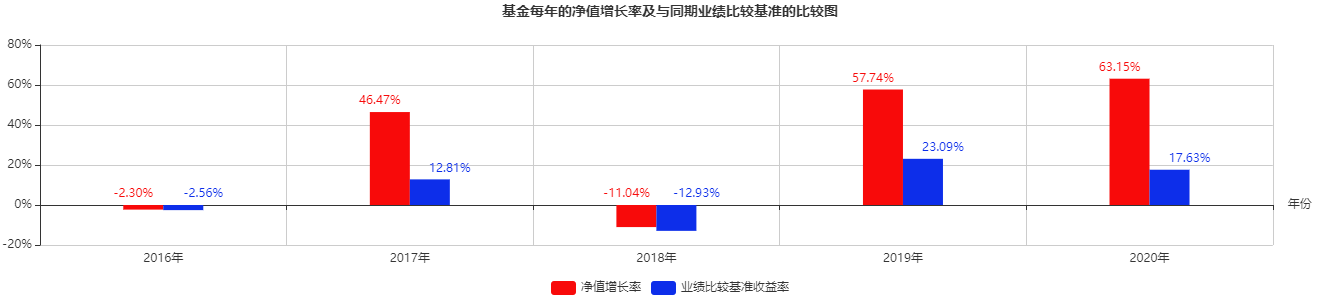 基金每年的净值增长率及与同期业绩比较基准的比较图
80%
60%
40%
20%
0%
-20%
-2.30%
-2.56%
46.47%
12.81%
-11.04%
-12.93%
57.74%
23.09%
63.15%
17.63%
年份
2016年
2017年
2018年
2019年
2020年
净值增长率
业绩比较基准收益率